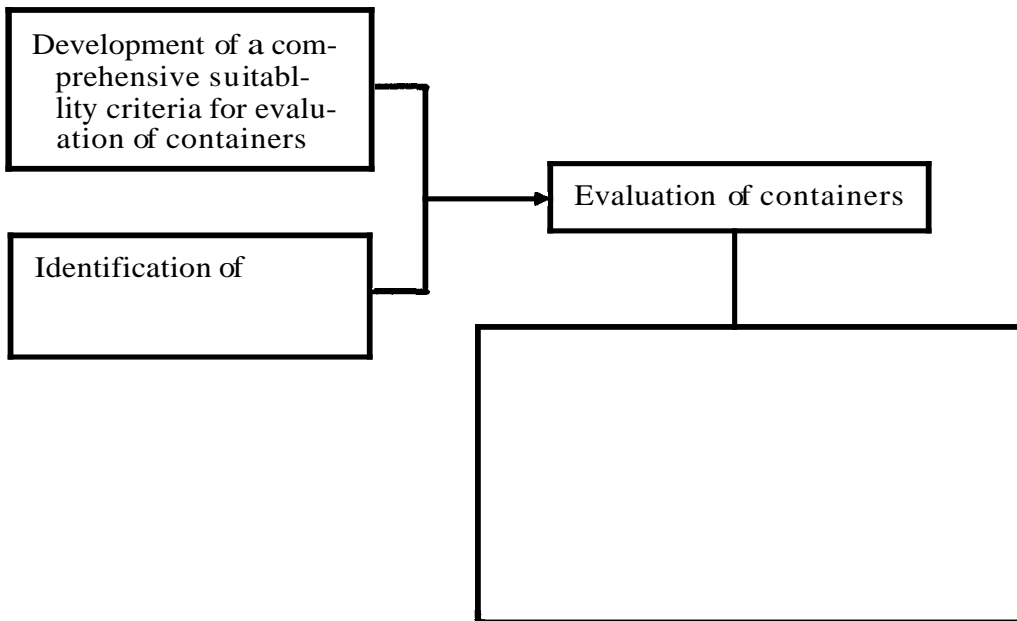 Development of a com-
prehensive suitabl-
lity criteria for evalu-
ation of containers
Evaluation of containers
Identification of